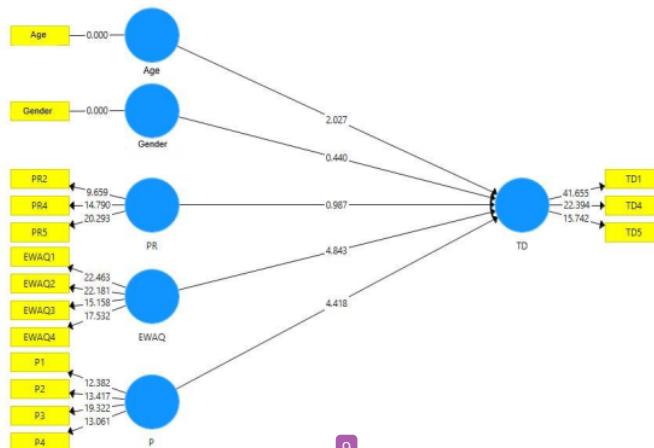 Age
0.000
Age
Gender
0.000
Gender
2.027
0.440
PR2
PR4
PR5
9.659
14.790
20.293
PR
0.987
TD
41.655
22.394
15.742
TD1
TD4
TD5
EWAQ1
EWAQ2
EWAQ3
EWAQ4
22.463
22.181
15.158
17.532
EWAQ
4.843
P1
P2
P3
P4
12.382
13.417
19.322
13.061
P
4.418